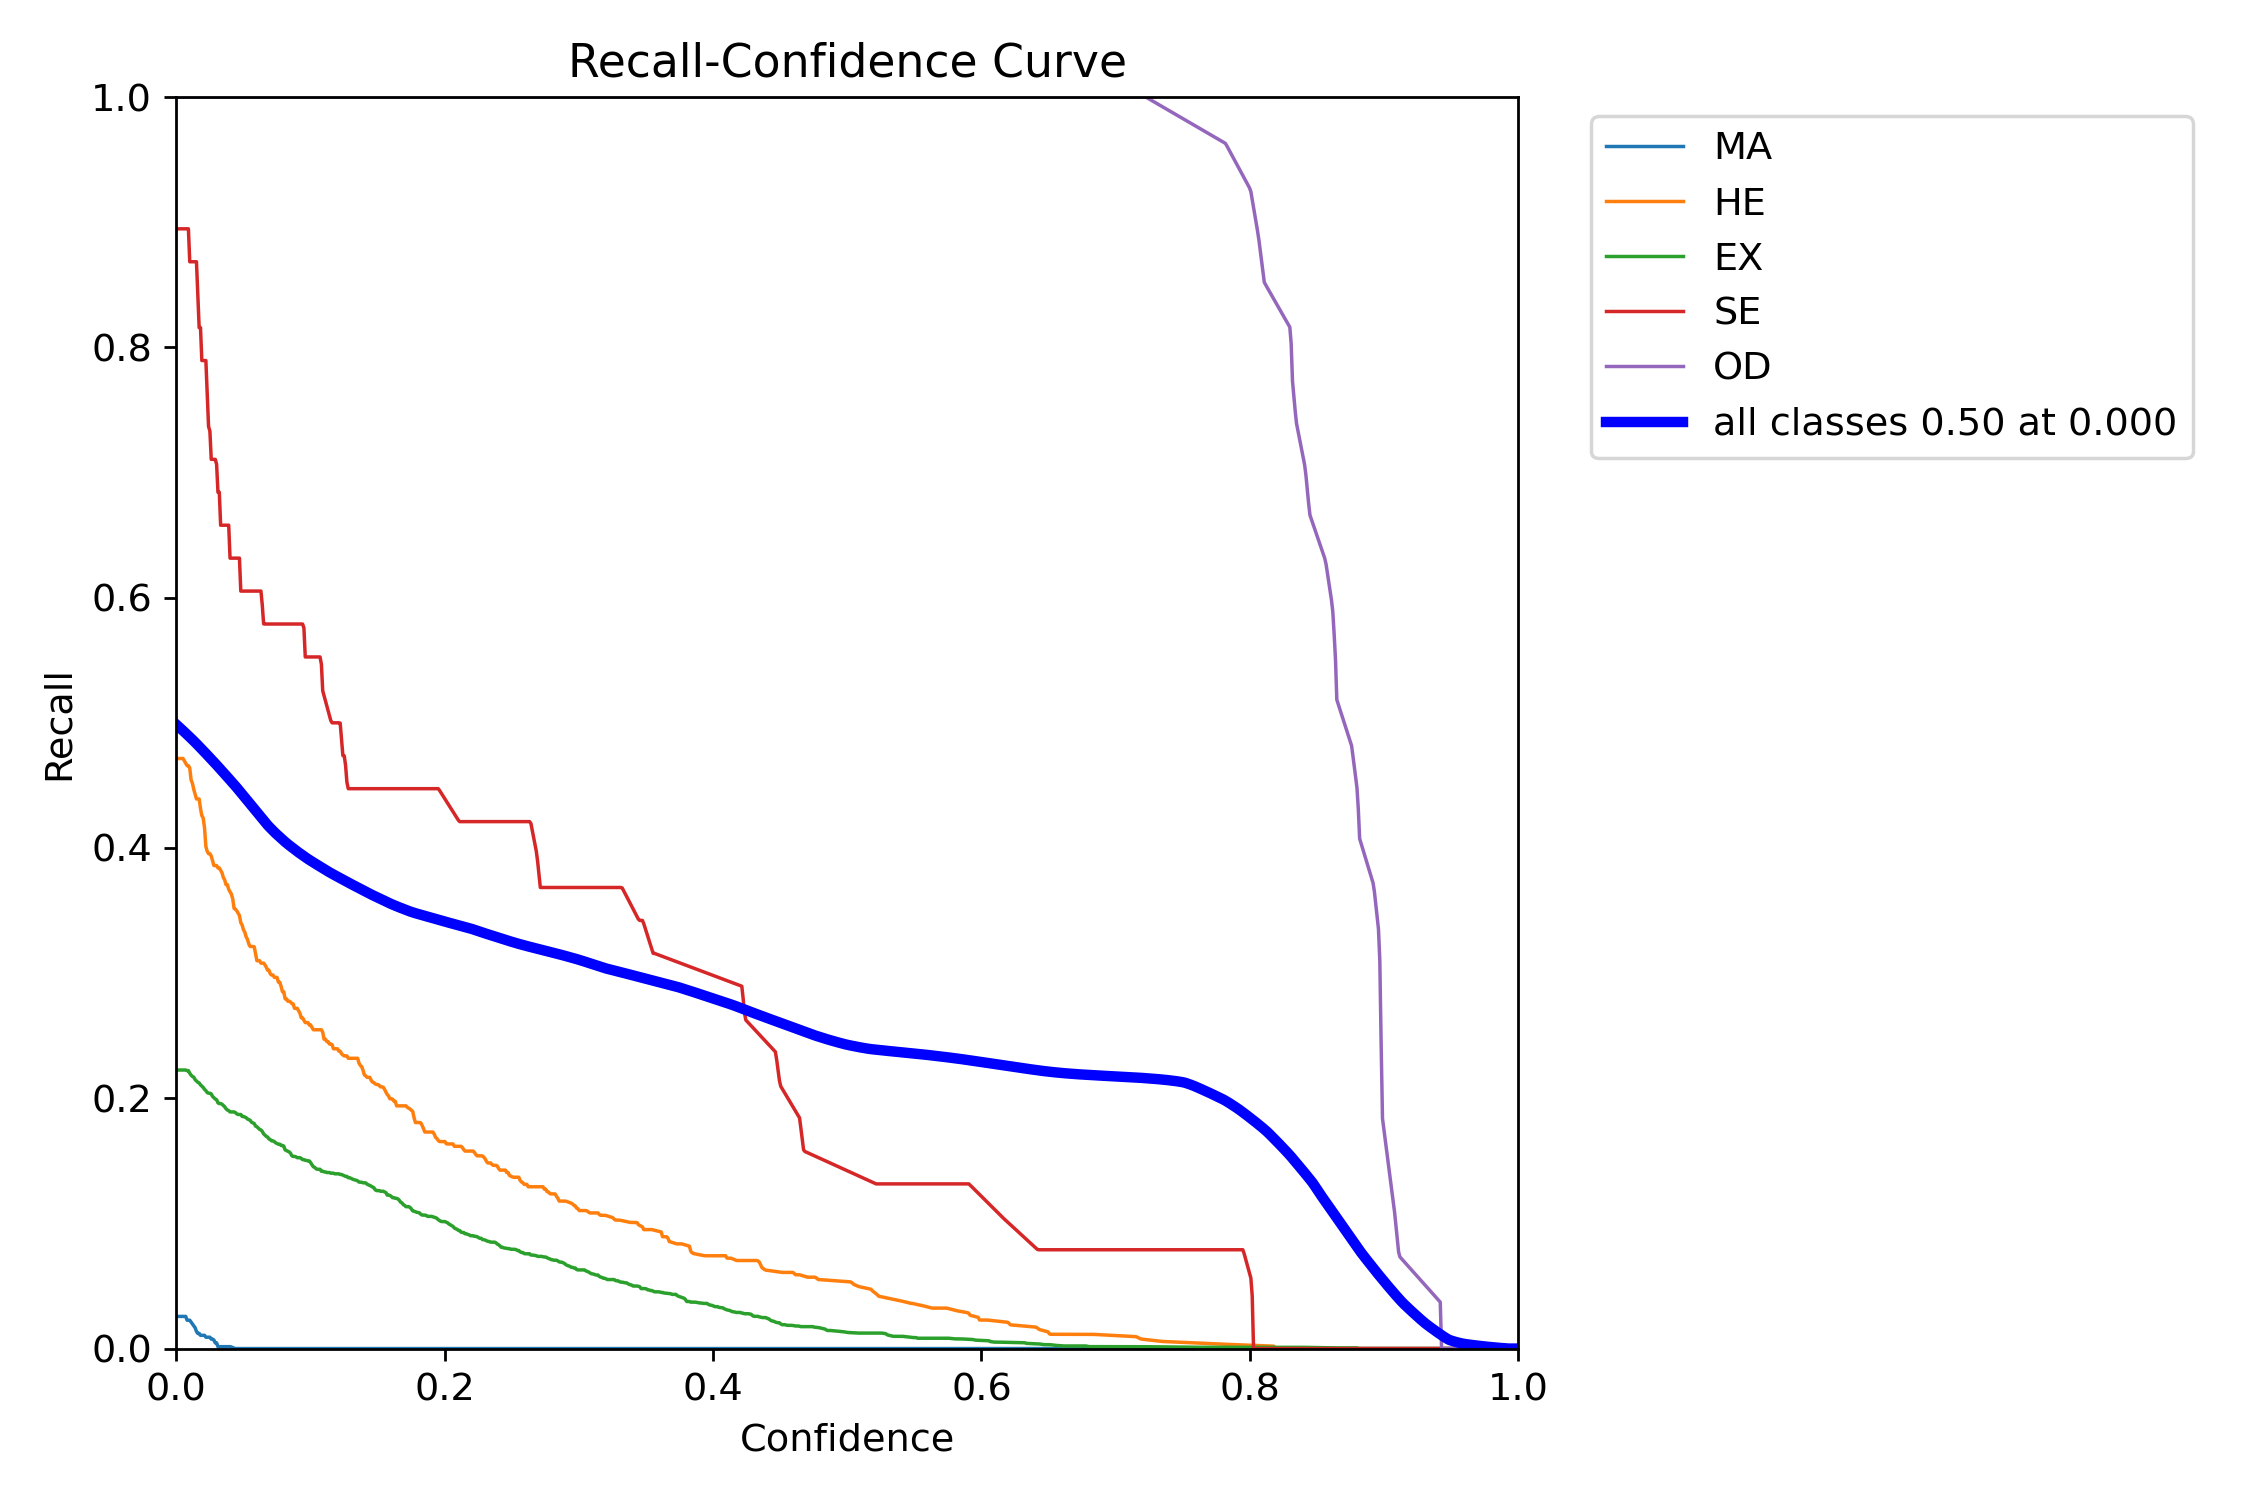 Recall-Confidence Curve
1.0
0.8
0.6
0.4
0.2
0.0
Recall
0.0 0.2 0.4 0.6 0.8 1.0
Confidence
MA
HE
EX
SE
OD
all classes 0.50 at 0.000